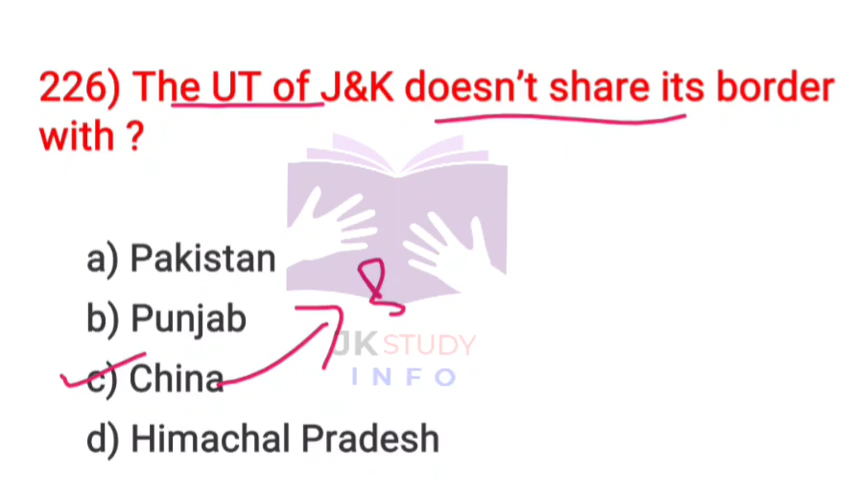 226) The UT of J&K doesn't share its border
with ?
a) Pakistan
b) Punjab
c) China
d) Himachal Pradesh
JK STUDY
INFO